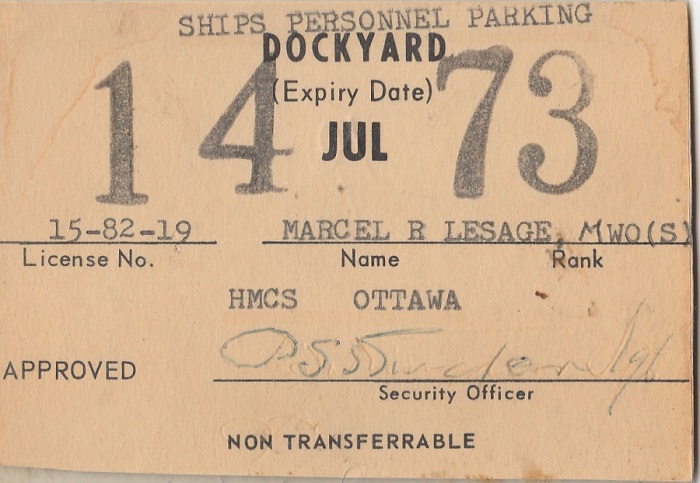 SHIPS PERSONNEL PARKING
DOCKYARD
(Expiry Date)
14 JUL 73
15-82-19 MARCEL R LESAGE, MWO(S)
License No. Name Rank
HMCS OTTAWA
APPROVED
Security Officer
NON TRANSFERRABLE